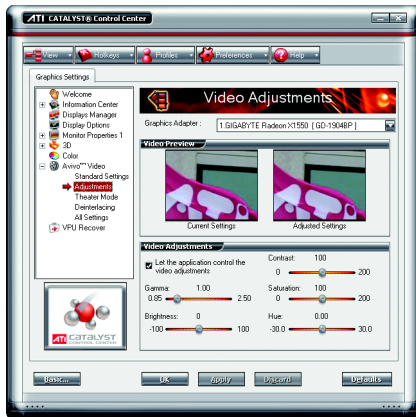 ATI CATALYST® Control Center
View Hotkeys Profiles Preferences Help
Graphics Settings
Welcome
Information Center
Displays Manager
Display Options
Monitor Properties 1
3D
Color
Avivo™ Video
Standard Settings
Adjustments
Theater Mode
Deinterlacing
All Settings
VPU Recover
ATI CATALYST
CONTROL CENTER
Video Adjustments
Graphics Adapter :
1.GIGABYTE Radeon X1550 [ GD-1904BP ]
Video Preview
Current Settings
Adjusted Settings
Video Adjustments
Let the application control the
video adjustments
Contrast: 100
0 200
Gamma: 1.00
0.85 2.50
Saturation: 100
0 200
Brightness: 0
-100 100
Hue: 0.00
-30.0 30.0
Basic...
OK
Apply
Discard
Defaults